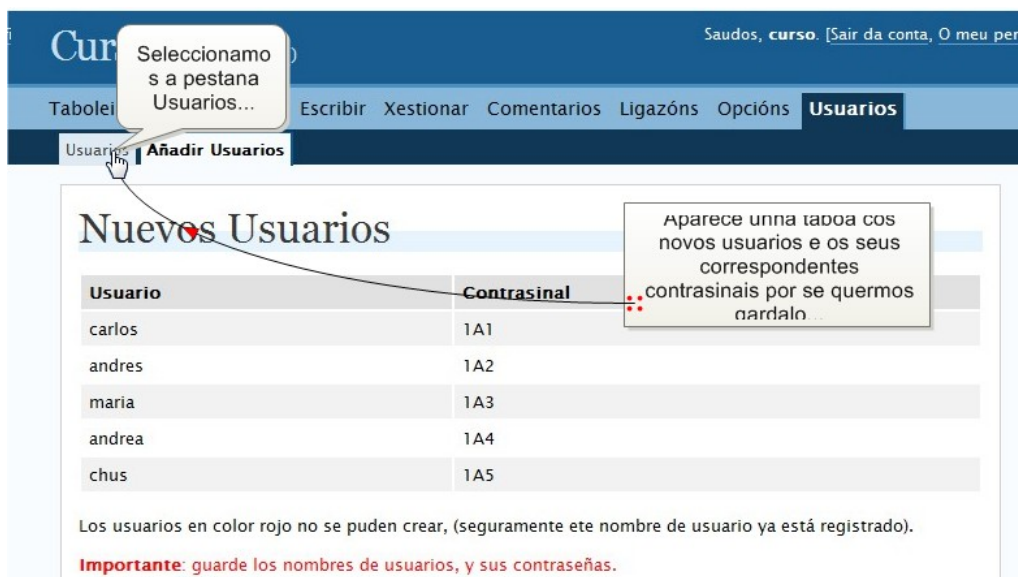 Cur
Saudos, curso. [Sair da conta, O meu per
Seleccionamo
s a pestana
Usuarios...
Tabolei Escribir Xestionar Comentarios Ligazóns Opcións Usuarios
Usuarios Añadir Usuarios
Nuevos Usuarios
Aparece unha táboa cos
novos usuarios e os seus
correspondentes
contrasinais por se quermos
gardalo...
Usuario Contrasinal
carlos 1A1
andres 1A2
maria 1A3
andrea 1A4
chus 1A5
Los usuarios en color rojo no se puden crear, (seguramente ete nombre de usuario ya está registrado).
Importante: guarde los nombres de usuarios, y sus contraseñas.